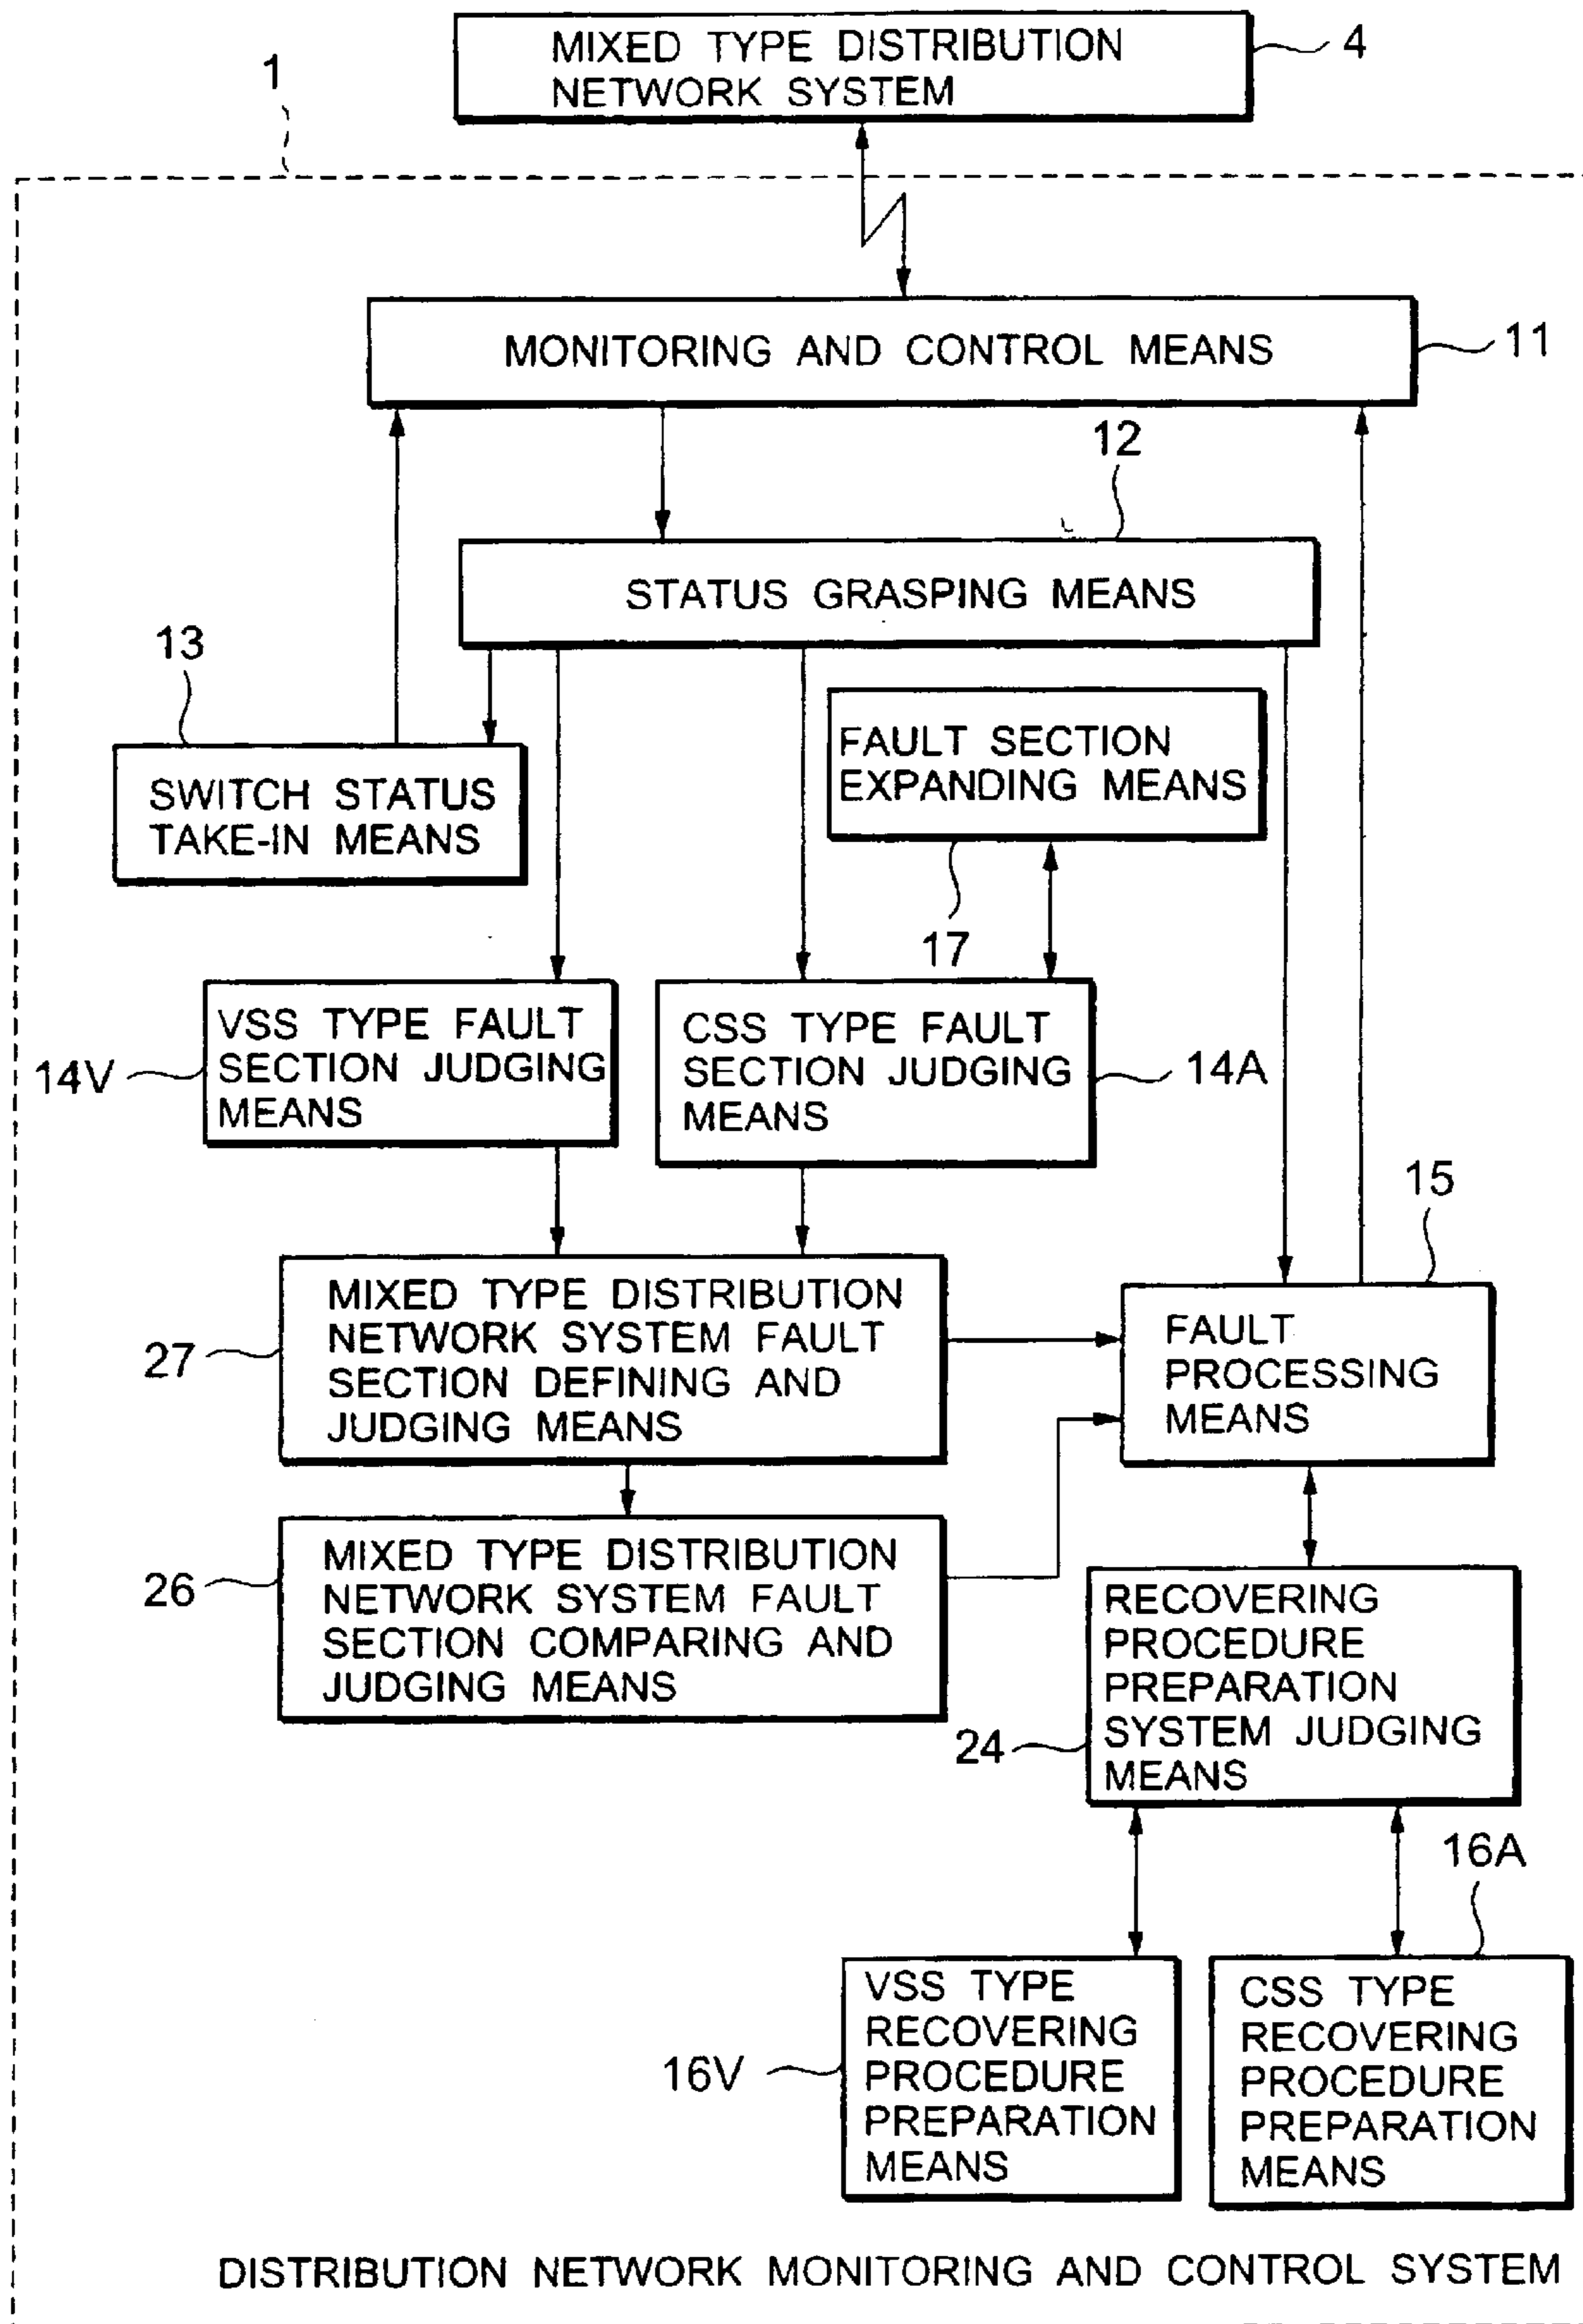 MIXED TYPE DISTRIBUTION
NETWORK SYSTEM
4
1
MONITORING AND CONTROL MEANS
11
12
STATUS GRASPING MEANS
13
SWITCH STATUS
TAKE-IN MEANS
FAULT SECTION
EXPANDING MEANS
17
VSS TYPE FAULT
SECTION JUDGING
MEANS
14V
CSS TYPE FAULT
SECTION JUDGING
MEANS
14A
15
MIXED TYPE DISTRIBUTION
NETWORK SYSTEM FAULT
SECTION DEFINING AND
JUDGING MEANS
27
FAULT
PROCESSING
MEANS
MIXED TYPE DISTRIBUTION
NETWORK SYSTEM FAULT
SECTION COMPARING AND
JUDGING MEANS
26
RECOVERING
PROCEDURE
PREPARATION
SYSTEM JUDGING
MEANS
24
16A
VSS TYPE
RECOVERING
PROCEDURE
PREPARATION
MEANS
16V
CSS TYPE
RECOVERING
PROCEDURE
PREPARATION
MEANS
DISTRIBUTION NETWORK MONITORING AND CONTROL SYSTEM